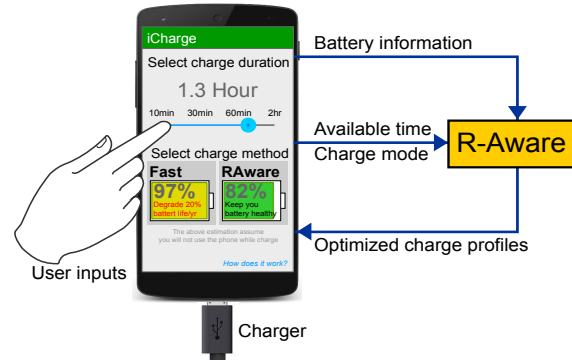 iCharge
Select charge duration
1.3 Hour
10min 30min 60min 2hr
Select charge method
Fast
97%
Degrade 20%
battert life/yr
RAware
82%
Keep you
battery healthy
The above estimation assume
you will not use the phone while charge
How does it work?
User inputs
Charger
Battery information
Available time
Charge mode
R-Aware
Optimized charge profiles